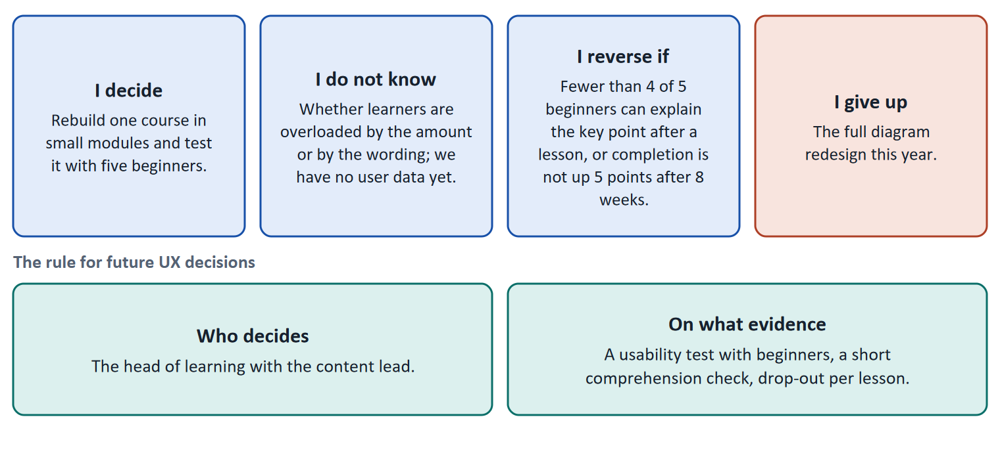 I decide
Rebuild one course in
small modules and test
it with five beginners.
I do not know
Whether learners are
overloaded by the amount
or by the wording; we
have no user data yet.
I reverse if
Fewer than 4 of 5
beginners can explain
the key point after a
lesson, or completion is
not up 5 points after 8
weeks.
I give up
The full diagram
redesign this year.
The rule for future UX decisions
Who decides
The head of learning with the content lead.
On what evidence
A usability test with beginners, a short
comprehension check, drop-out per lesson.